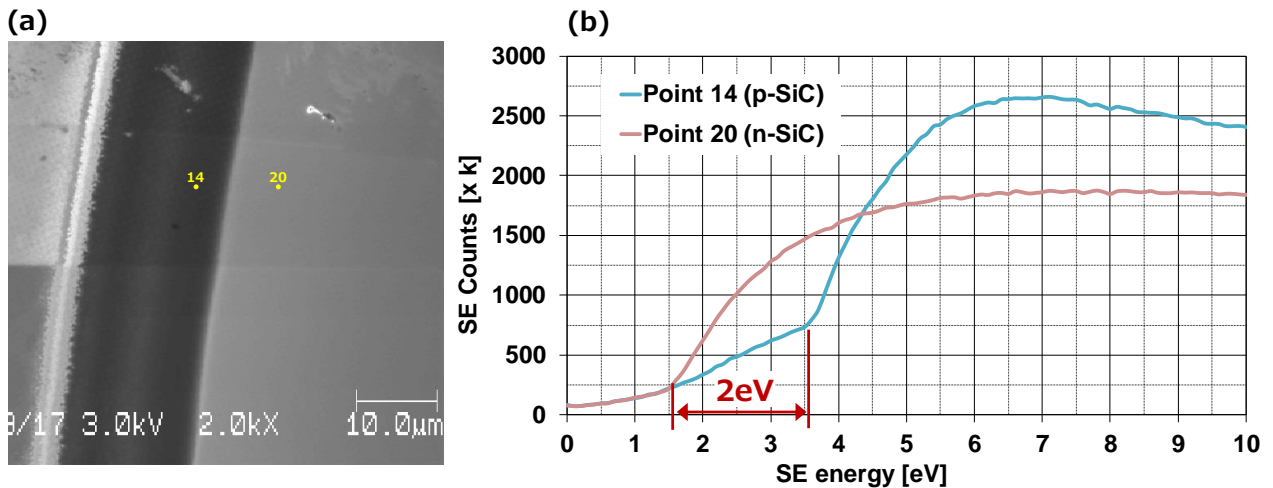 (a)
14
20
8/17 3.0kV 2.0kX 10.0μm
(b)
3000
2500
2000
1500
1000
500
0
SE Counts [x k]
Point 14 (p-SiC)
Point 20 (n-SiC)
2eV
0 1 2 3 4 5 6 7 8 9 10
SE energy [eV]